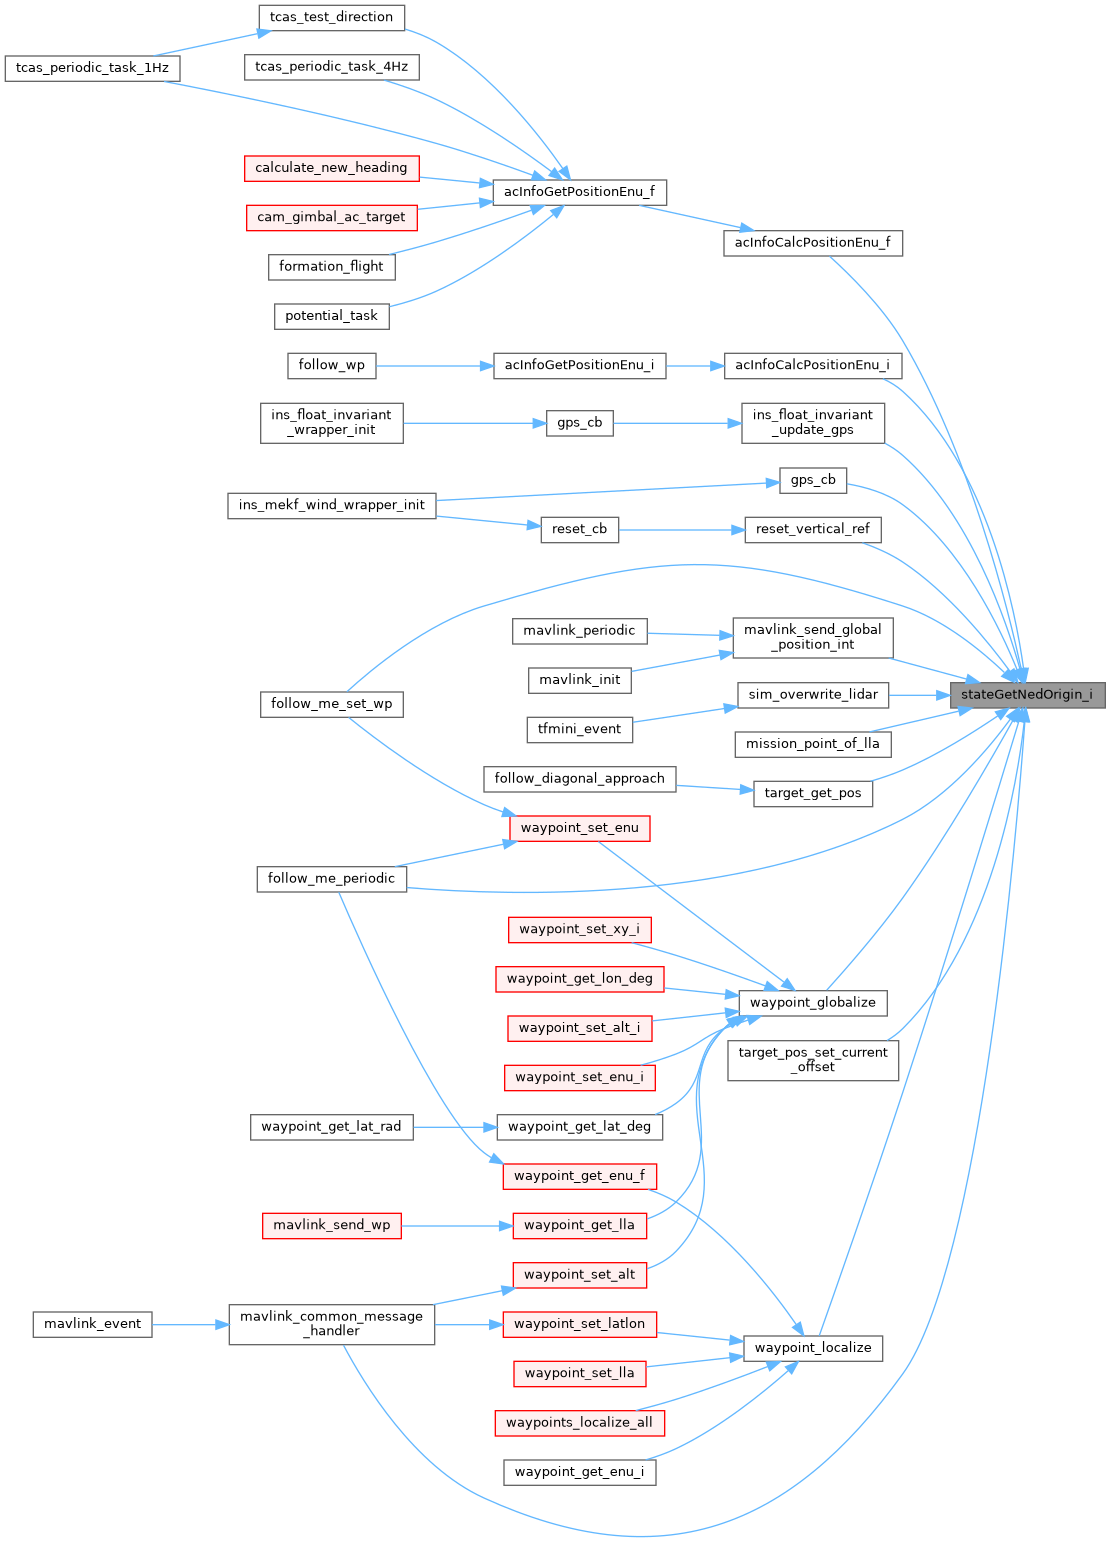 tcas_test_direction
tcas_periodic_task_1Hz
tcas_periodic_task_4Hz
calculate_new_heading
acInfoGetPositionEnu_f
cam_gimbal_ac_target
acInfoCalcPositionEnu_f
formation_flight
potential_task
follow_wp
acInfoGetPositionEnu_i
acInfoCalcPositionEnu_i
ins_float_invariant
_wrapper_init
gps_cb
ins_float_invariant
_update_gps
gps_cb
ins_mekf_wind_wrapper_init
reset_cb
reset_vertical_ref
mavlink_periodic
mavlink_send_global
_position_int
mavlink_init
stateGetNedOrigin_i
sim_overwrite_lidar
follow_me_set_wp
tfmini_event
mission_point_of_lla
follow_diagonal_approach
target_get_pos
waypoint_set_enu
follow_me_periodic
waypoint_set_xy_i
waypoint_get_lon_deg
waypoint_globalize
waypoint_set_alt_i
target_pos_set_current
_offset
waypoint_set_enu_i
waypoint_get_lat_rad
waypoint_get_lat_deg
waypoint_get_enu_f
mavlink_send_wp
waypoint_get_lla
waypoint_set_alt
mavlink_event
mavlink_common_message
_handler
waypoint_set_latlon
waypoint_localize
waypoint_set_lla
waypoints_localize_all
waypoint_get_enu_i